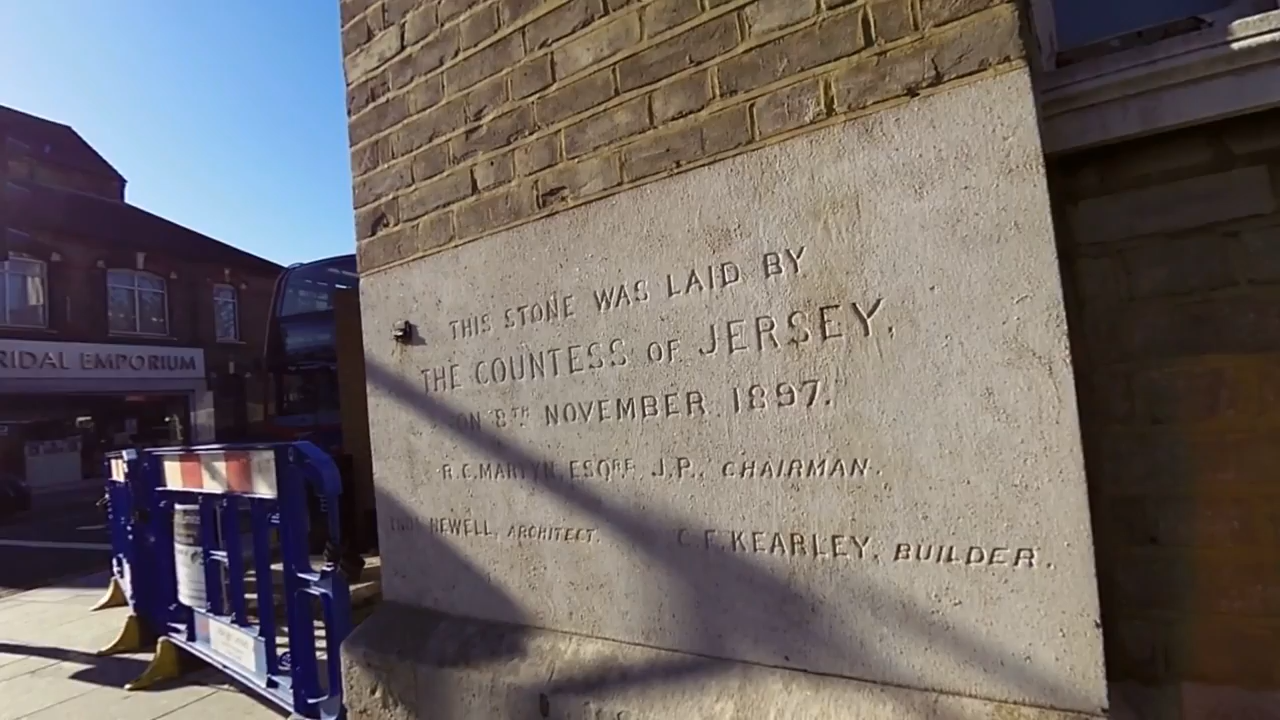 THIS STONE WAS LAID BY
THE COUNTESS OF JERSEY,
ON 8TH NOVEMBER 1897.
R.C. MARTYN ESQRE J.P. CHAIRMAN.
NEWELL, ARCHITECT. C.F. KEARLEY, BUILDER.
RIDAL EMPORIUM